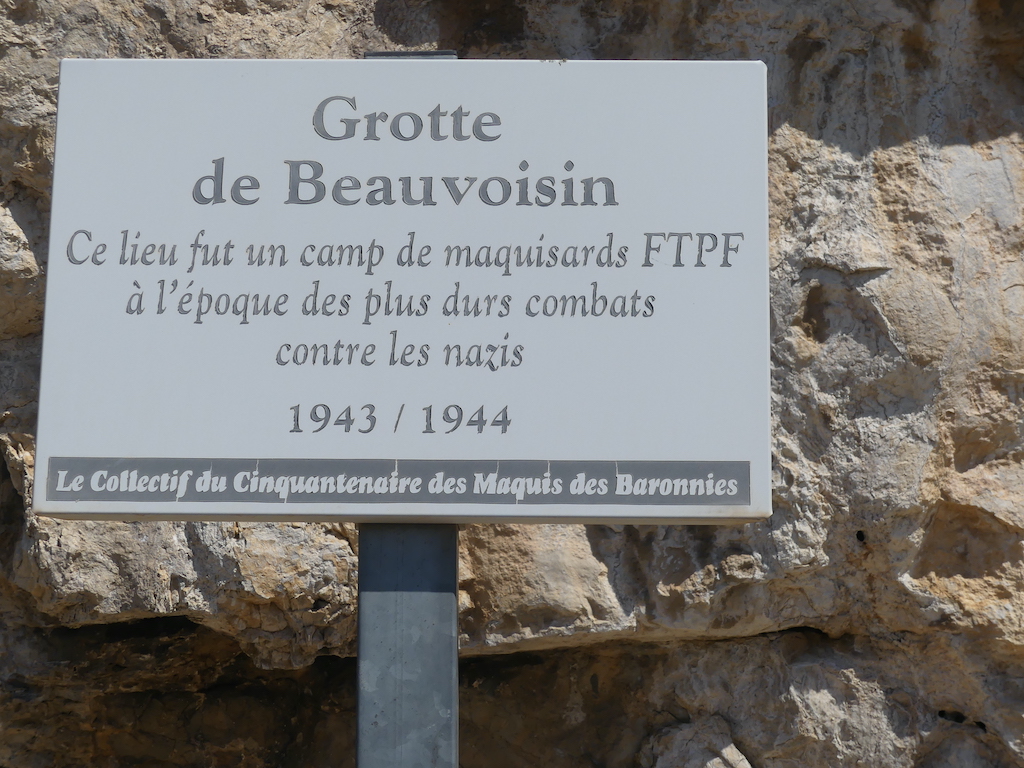 Grotte
de Beauvoisin
Ce lieu fut un camp de maquisards FTPF
à l'époque des plus durs combats
contre les nazis
1943 / 1944
Le Collectif du Cinquantenaire des Maquis des Baronnies